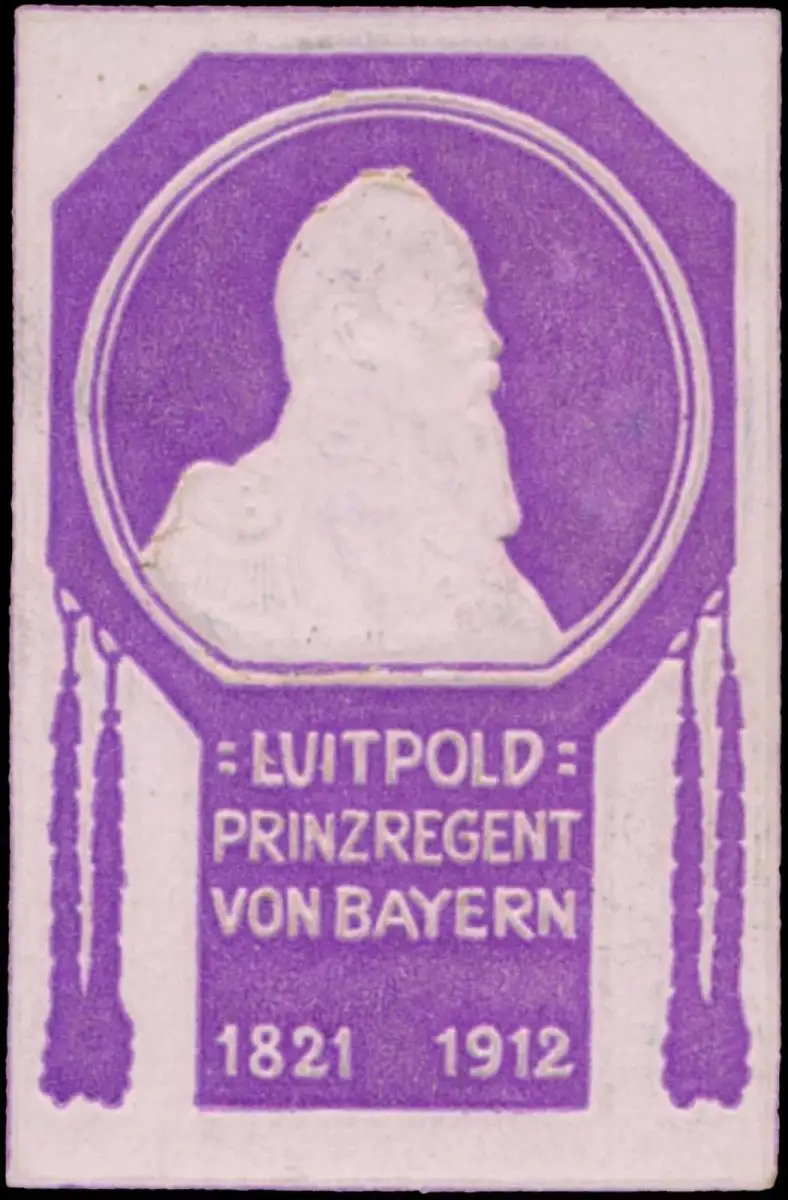 = LUITPOLD =
PRINZREGENT
VON BAYERN
1821 1912